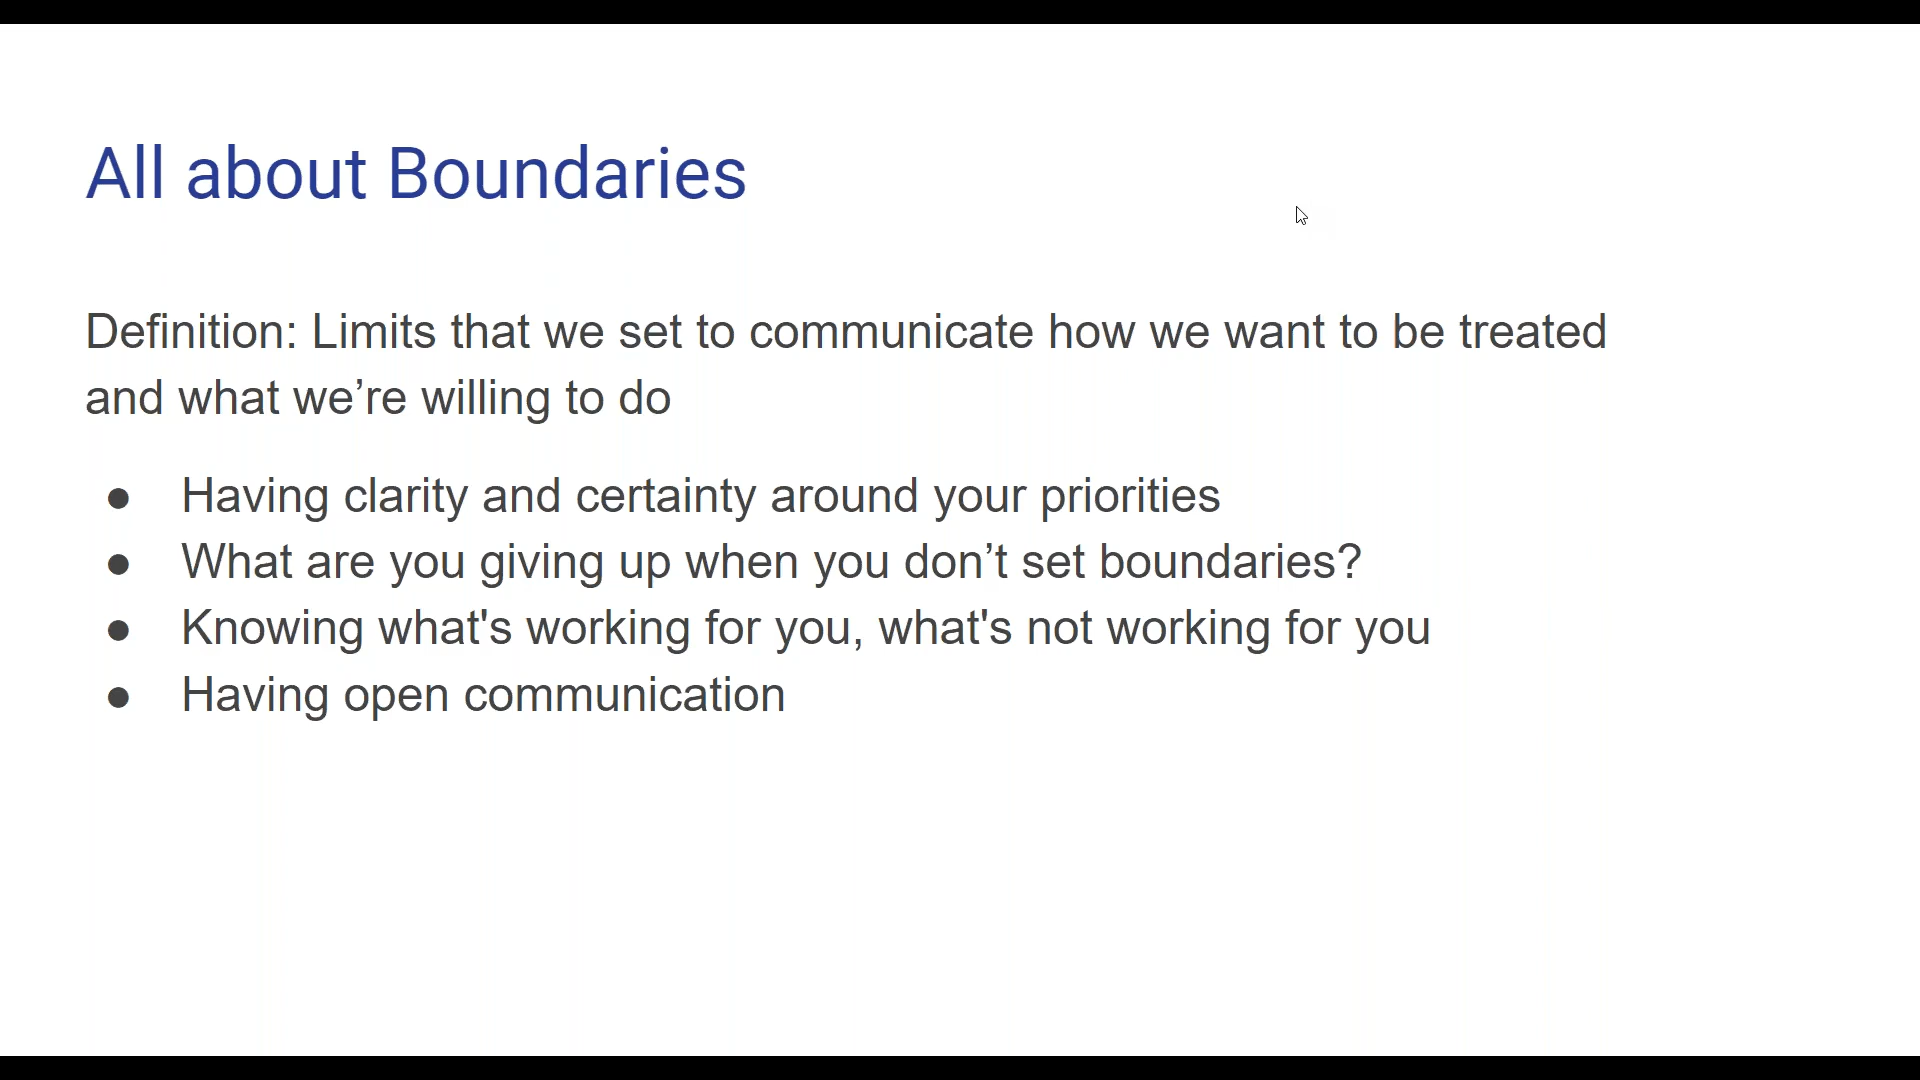 All about Boundaries
Definition: Limits that we set to communicate how we want to be treated
and what we’re willing to do
● Having clarity and certainty around your priorities
● What are you giving up when you don’t set boundaries?
● Knowing what's working for you, what's not working for you
● Having open communication